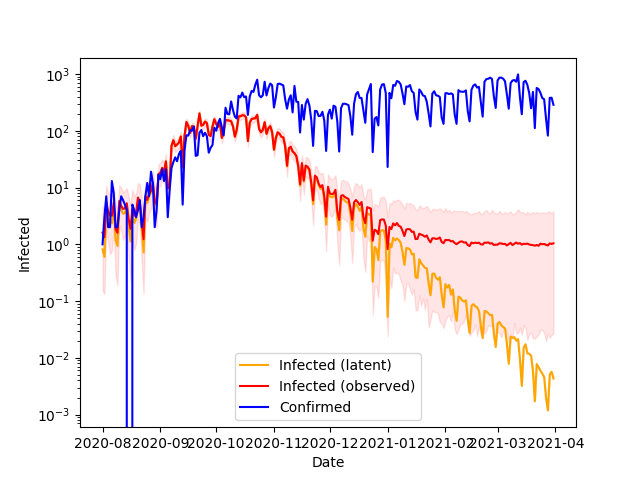 10³
10²
10¹
10⁰
10⁻¹
10⁻²
10⁻³
Infected
Infected (latent)
Infected (observed)
Confirmed
2020-08 2020-09 2020-10 2020-11 2020-12 2021-01 2021-02 2021-03 2021-04
Date